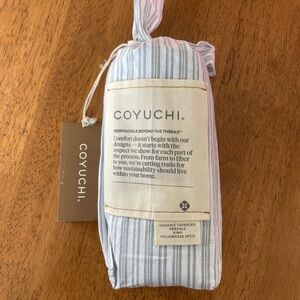 COYUCHI®
RESPONSIBLE BEYOND THE THREAD™
Comfort doesn't begin with our
designs — it starts with the
respect we show for each part of
the process. From farm to fiber
to you, we're cutting trails for
how sustainability should live
within your home.
ORGANIC CRINKLED
PERCALE
KING
PILLOWCASE SET/2
COYUCHI.